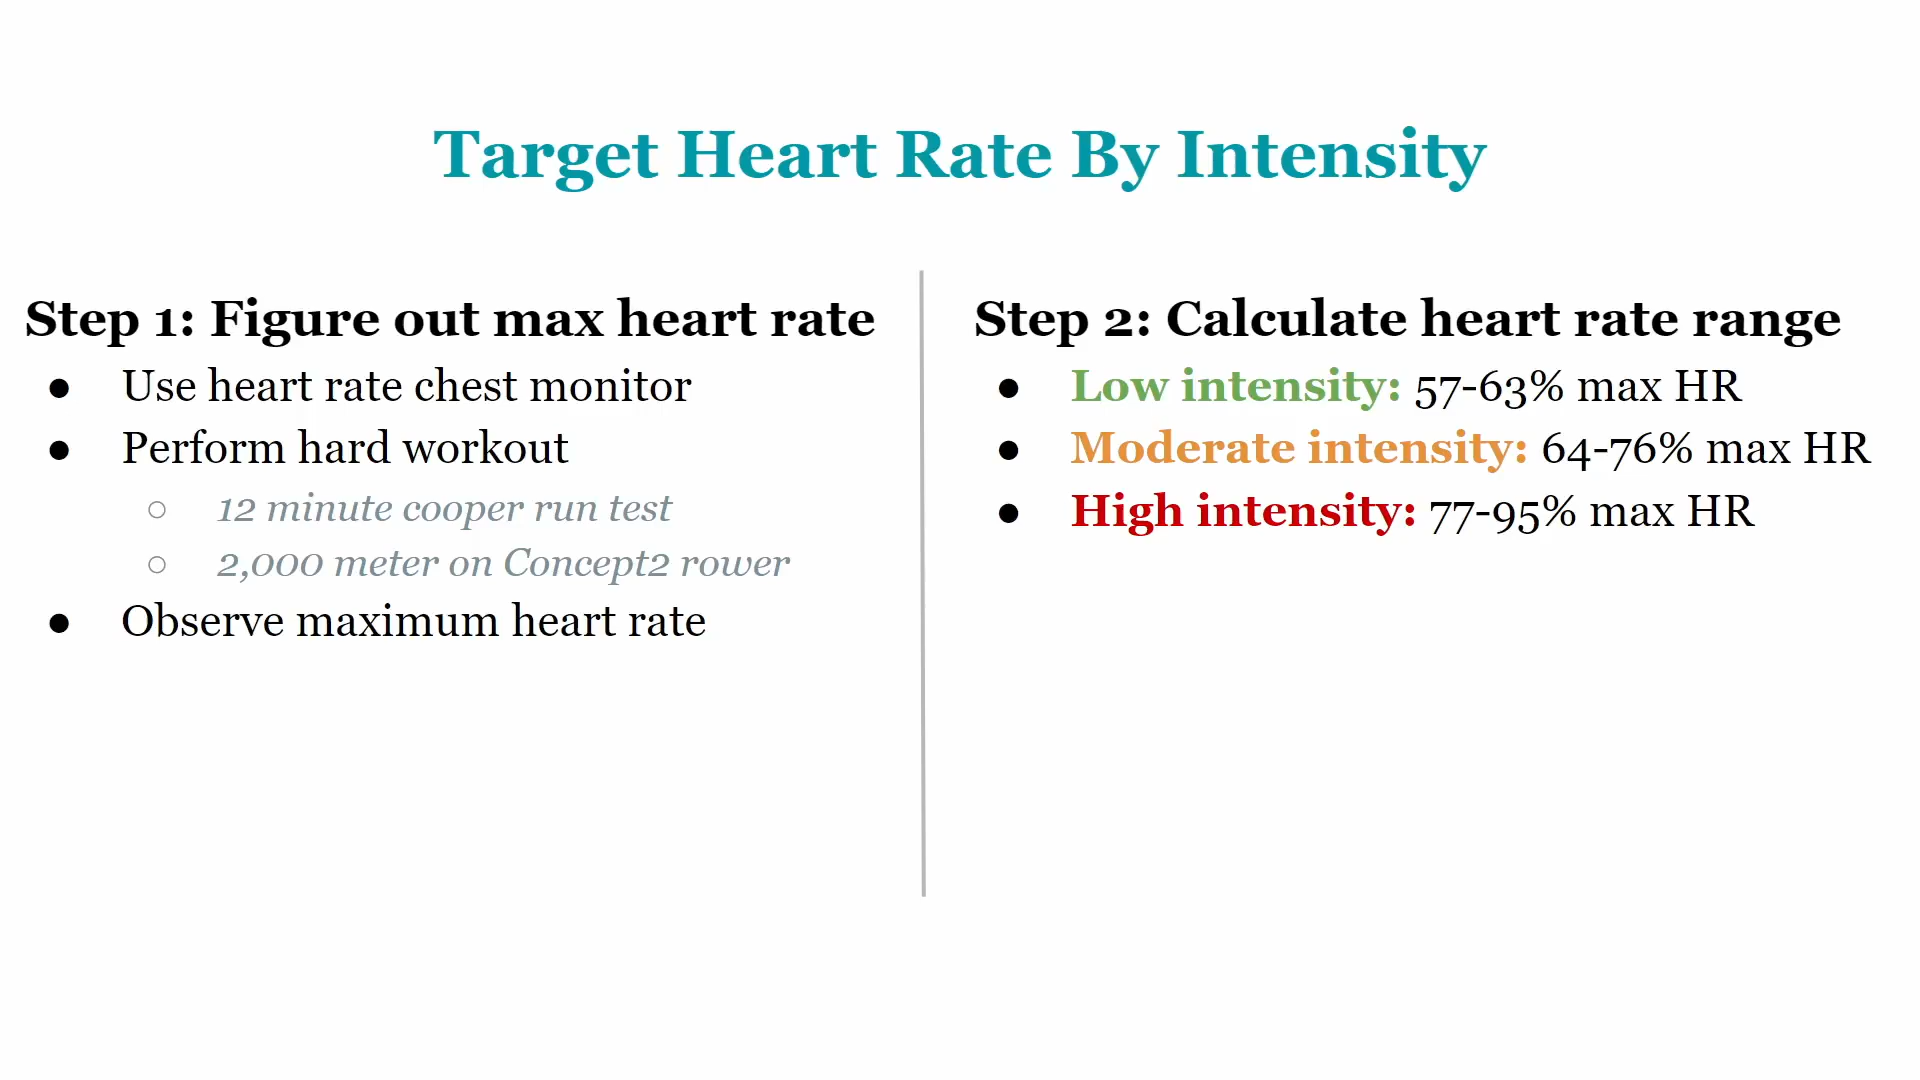 Target Heart Rate By Intensity
Step 1: Figure out max heart rate
● Use heart rate chest monitor
● Perform hard workout
○ 12 minute cooper run test
○ 2,000 meter on Concept2 rower
● Observe maximum heart rate
Step 2: Calculate heart rate range
● Low intensity: 57-63% max HR
● Moderate intensity: 64-76% max HR
● High intensity: 77-95% max HR